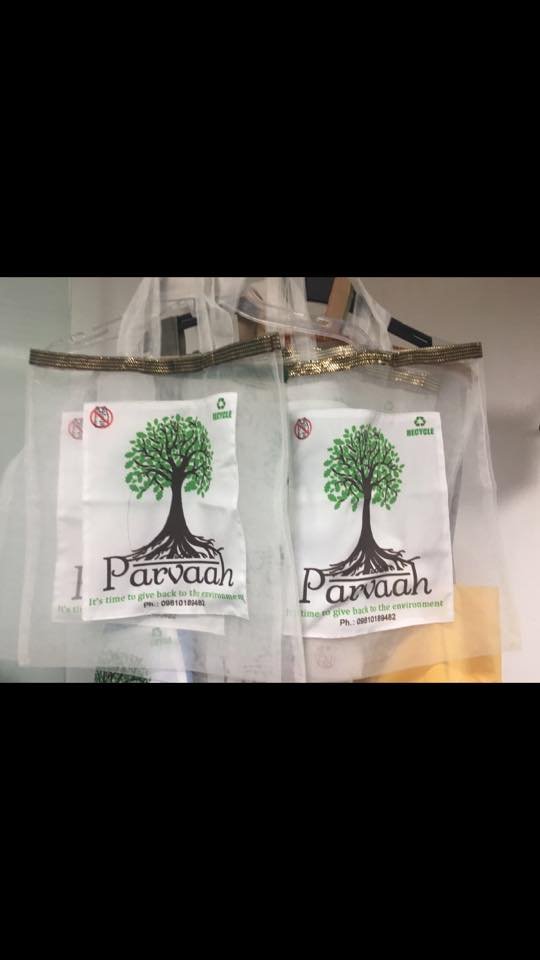 RECYCLE
Parvaah
It's time to give back to the environment
Ph.: 09810189482
RECYCLE
Parvaah
time to give back to the environment
Ph.: 09810189482
It's ti